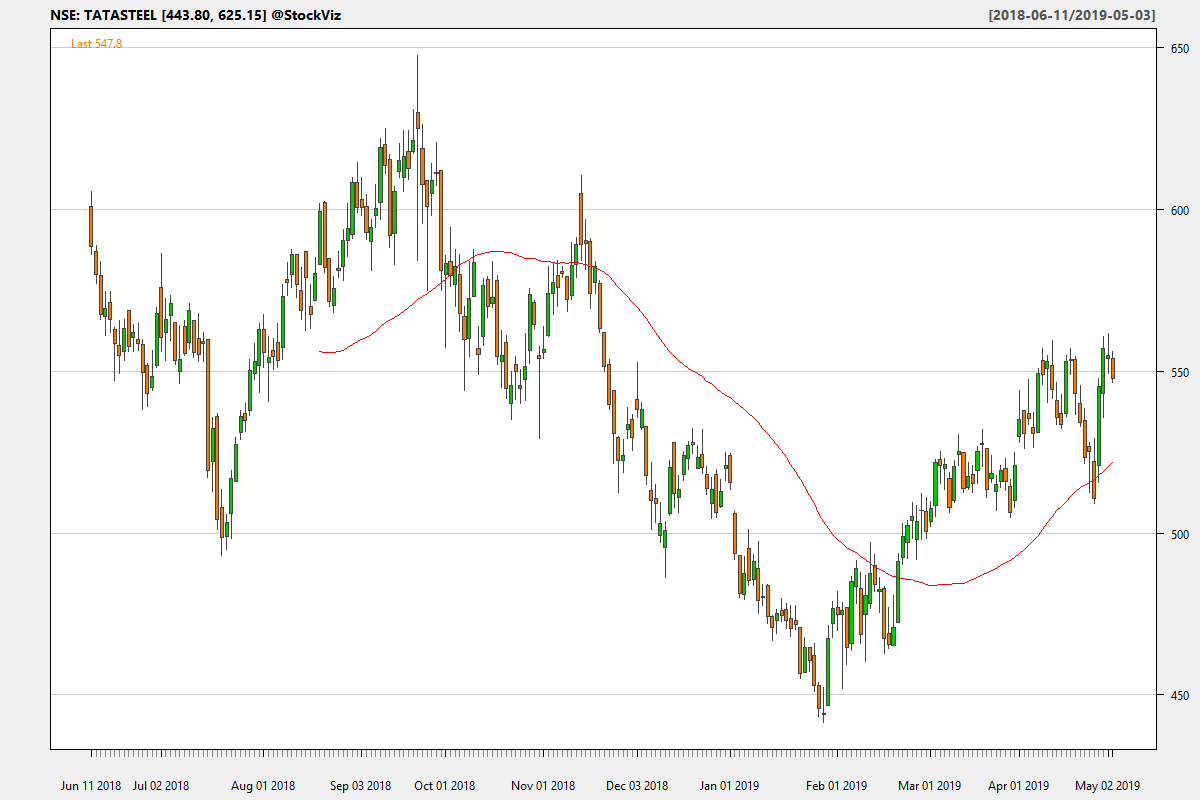 NSE: TATASTEEL [443.80, 625.15] @StockViz
[2018-06-11/2019-05-03]
Last 547.8
650
600
550
500
450
Jun 11 2018 Jul 02 2018 Aug 01 2018 Sep 03 2018 Oct 01 2018 Nov 01 2018 Dec 03 2018 Jan 01 2019 Feb 01 2019 Mar 01 2019 Apr 01 2019 May 02 2019